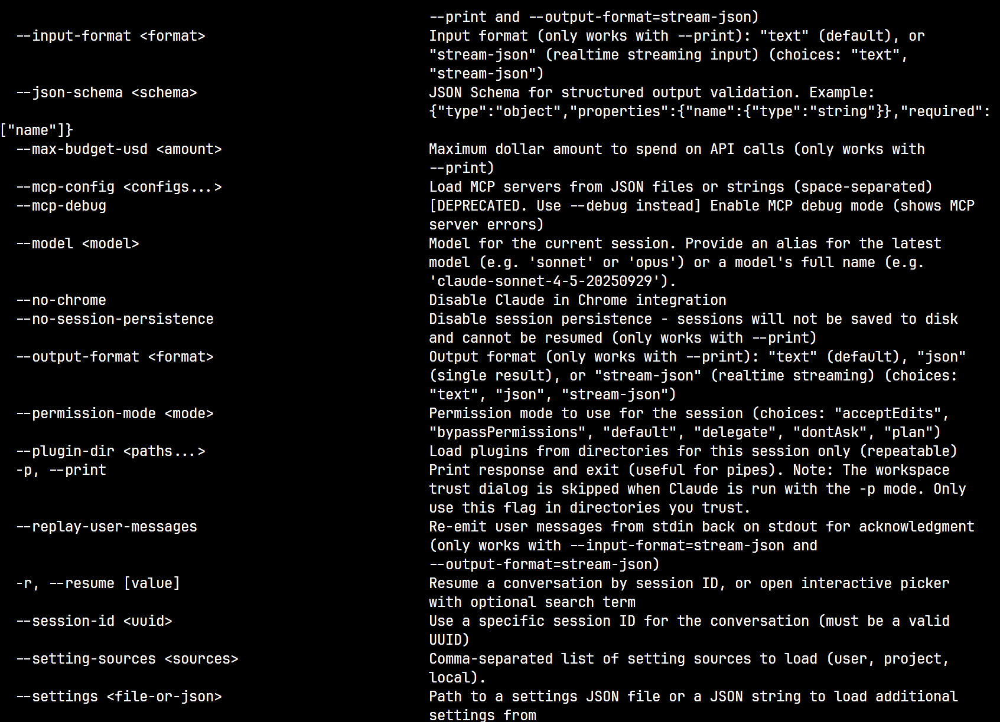 --print and --output-format=stream-json)
--input-format <format> Input format (only works with --print): "text" (default), or
"stream-json" (realtime streaming input) (choices: "text",
"stream-json")
--json-schema <schema> JSON Schema for structured output validation. Example:
{"type":"object","properties":{"name":{"type":"string"}},"required":
["name"]}
--max-budget-usd <amount> Maximum dollar amount to spend on API calls (only works with
--print)
--mcp-config <configs...> Load MCP servers from JSON files or strings (space-separated)
--mcp-debug [DEPRECATED. Use --debug instead] Enable MCP debug mode (shows MCP
server errors)
--model <model> Model for the current session. Provide an alias for the latest
model (e.g. 'sonnet' or 'opus') or a model's full name (e.g.
'claude-sonnet-4-5-20250929').
--no-chrome Disable Claude in Chrome integration
--no-session-persistence Disable session persistence - sessions will not be saved to disk
and cannot be resumed (only works with --print)
--output-format <format> Output format (only works with --print): "text" (default), "json"
(single result), or "stream-json" (realtime streaming) (choices:
"text", "json", "stream-json")
--permission-mode <mode> Permission mode to use for the session (choices: "acceptEdits",
"bypassPermissions", "default", "delegate", "dontAsk", "plan")
--plugin-dir <paths...> Load plugins from directories for this session only (repeatable)
-p, --print Print response and exit (useful for pipes). Note: The workspace
trust dialog is skipped when Claude is run with the -p mode. Only
use this flag in directories you trust.
--replay-user-messages Re-emit user messages from stdin back on stdout for acknowledgment
(only works with --input-format=stream-json and
--output-format=stream-json)
-r, --resume [value] Resume a conversation by session ID, or open interactive picker
with optional search term
--session-id <uuid> Use a specific session ID for the conversation (must be a valid
UUID)
--setting-sources <sources> Comma-separated list of setting sources to load (user, project,
local).
--settings <file-or-json> Path to a settings JSON file or a JSON string to load additional
settings from